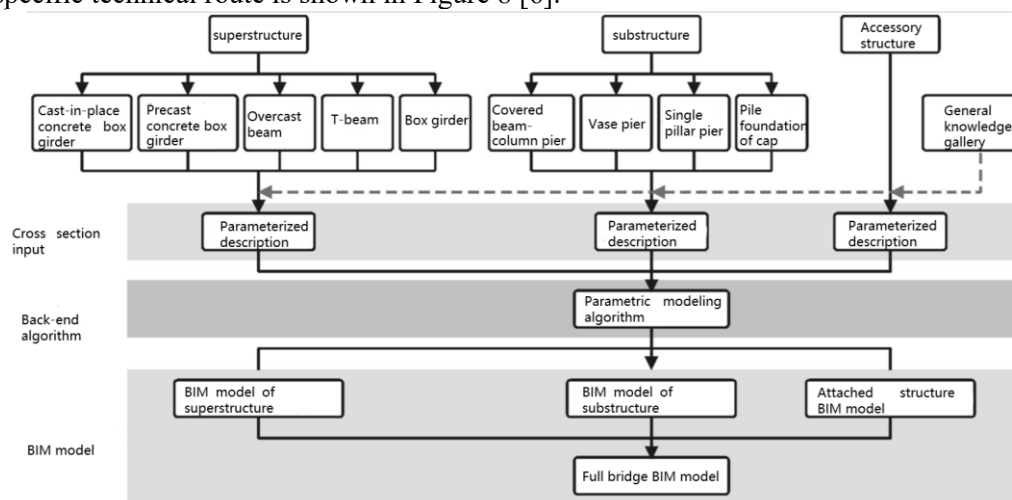 specific technical route is shown in Figure 8 [6].
superstructure
substructure
Accessory
structure
Cast-in-place
concrete box
girder
Precast
concrete box
girder
Overcast
beam
T-beam
Box girder
Covered
beam-
column pier
Vase pier
Single
pillar pier
Pile
foundation
of cap
General
knowledge
gallery
Cross section
input
Parameterized
description
Parameterized
description
Parameterized
description
Back-end
algorithm
Parametric modeling
algorithm
BIM model of
superstructure
BIM model of
substructure
Attached structure
BIM model
BIM model
Full bridge BIM model